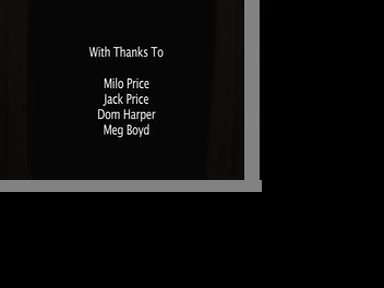 With Thanks To
Milo Price
Jack Price
Dom Harper
Meg Boyd